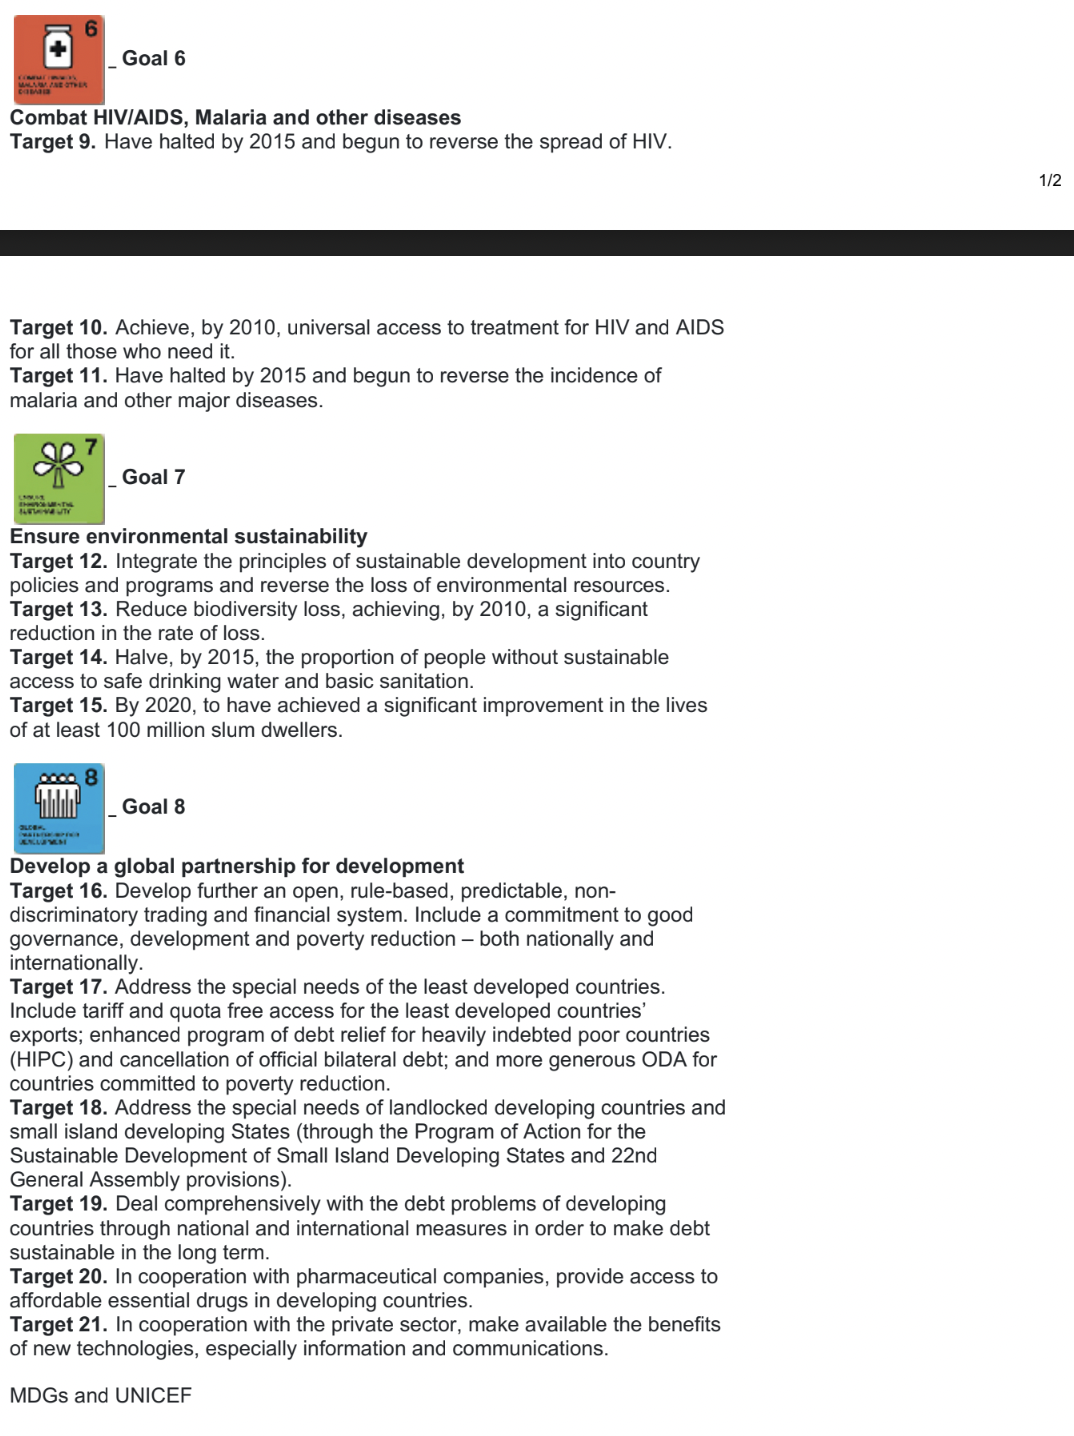 6
COMBAT HIV/AIDS,
MALARIA AND OTHER
DISEASES
_ Goal 6
Combat HIV/AIDS, Malaria and other diseases
Target 9. Have halted by 2015 and begun to reverse the spread of HIV.
1/2
Target 10. Achieve, by 2010, universal access to treatment for HIV and AIDS
for all those who need it.
Target 11. Have halted by 2015 and begun to reverse the incidence of
malaria and other major diseases.
7
ENSURE
ENVIRONMENTAL
SUSTAINABILITY
_ Goal 7
Ensure environmental sustainability
Target 12. Integrate the principles of sustainable development into country
policies and programs and reverse the loss of environmental resources.
Target 13. Reduce biodiversity loss, achieving, by 2010, a significant
reduction in the rate of loss.
Target 14. Halve, by 2015, the proportion of people without sustainable
access to safe drinking water and basic sanitation.
Target 15. By 2020, to have achieved a significant improvement in the lives
of at least 100 million slum dwellers.
8
GLOBAL
PARTNERSHIP FOR
DEVELOPMENT
_ Goal 8
Develop a global partnership for development
Target 16. Develop further an open, rule-based, predictable, non-
discriminatory trading and financial system. Include a commitment to good
governance, development and poverty reduction – both nationally and
internationally.
Target 17. Address the special needs of the least developed countries.
Include tariff and quota free access for the least developed countries’
exports; enhanced program of debt relief for heavily indebted poor countries
(HIPC) and cancellation of official bilateral debt; and more generous ODA for
countries committed to poverty reduction.
Target 18. Address the special needs of landlocked developing countries and
small island developing States (through the Program of Action for the
Sustainable Development of Small Island Developing States and 22nd
General Assembly provisions).
Target 19. Deal comprehensively with the debt problems of developing
countries through national and international measures in order to make debt
sustainable in the long term.
Target 20. In cooperation with pharmaceutical companies, provide access to
affordable essential drugs in developing countries.
Target 21. In cooperation with the private sector, make available the benefits
of new technologies, especially information and communications.
MDGs and UNICEF